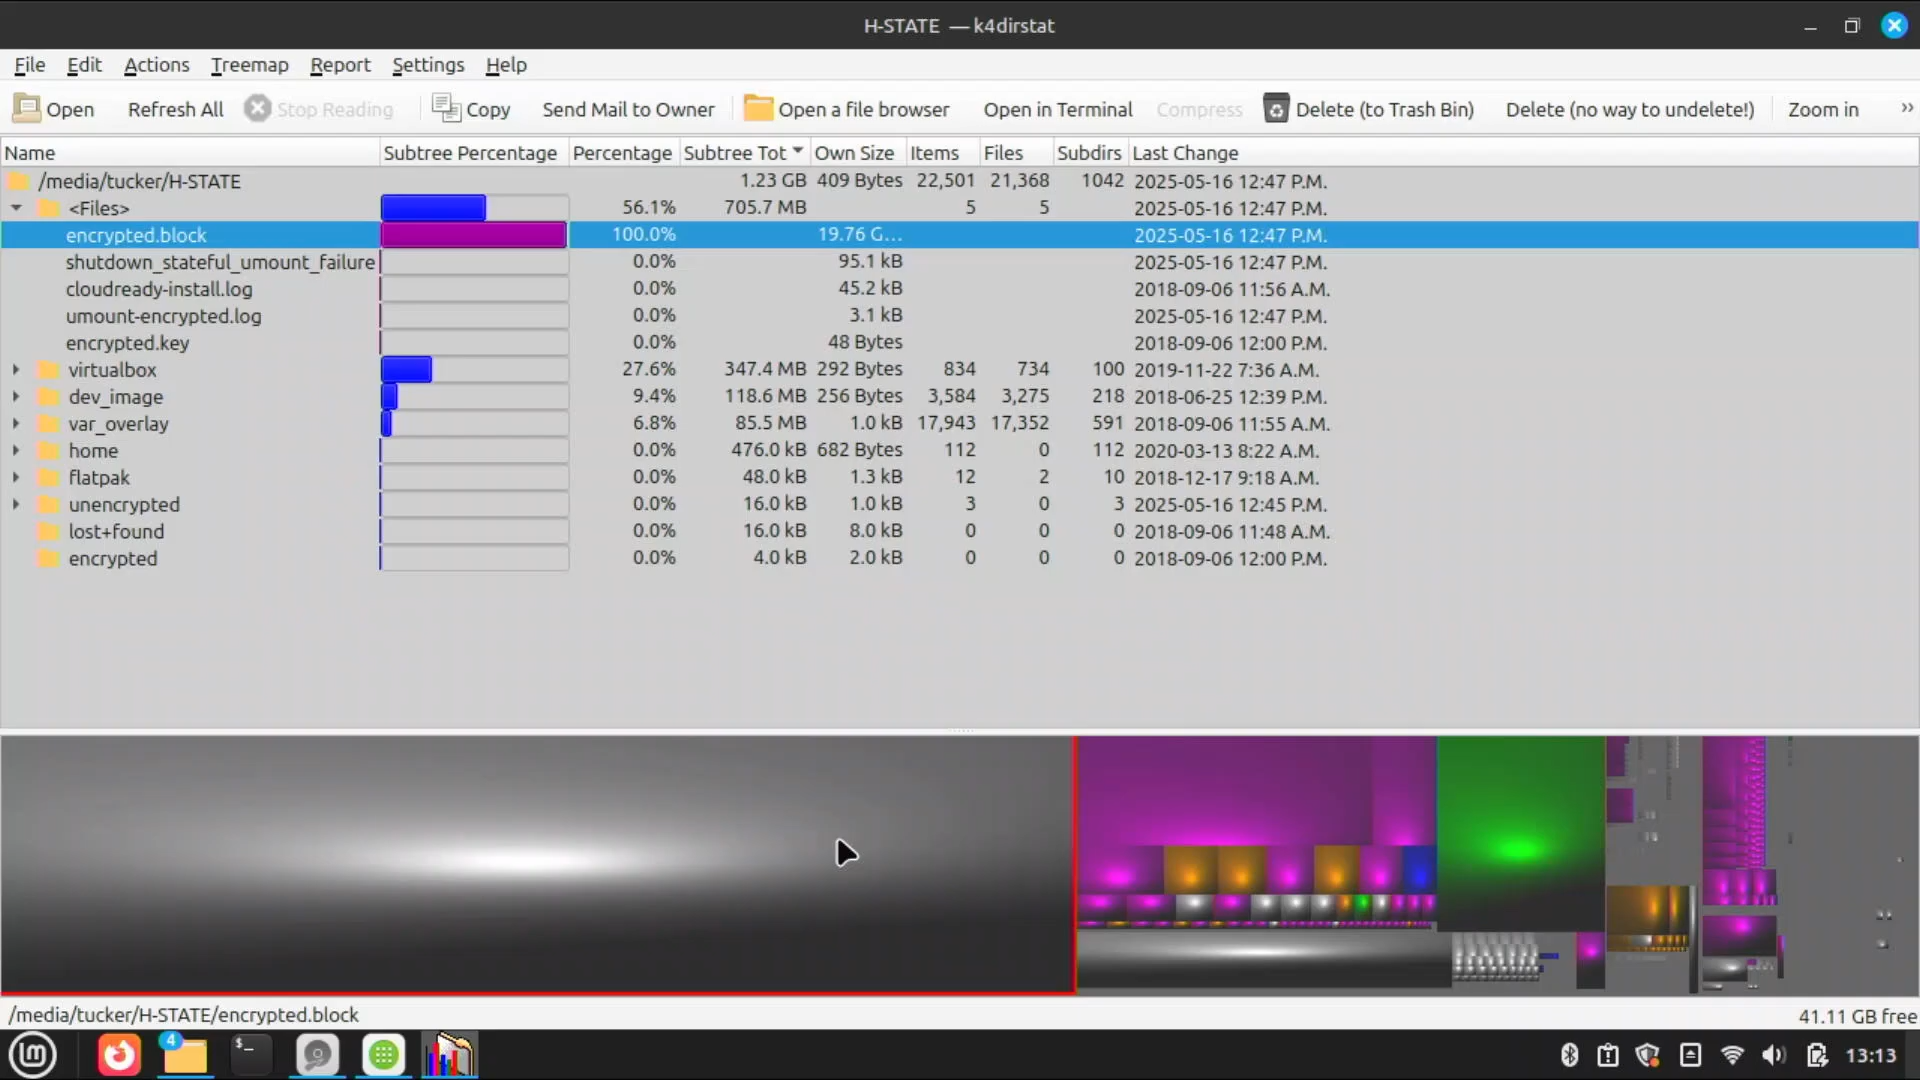 H-STATE — k4dirstat
File Edit Actions Treemap Report Settings Help
Open Refresh All Stop Reading Copy Send Mail to Owner Open a file browser Open in Terminal Compress Delete (to Trash Bin) Delete (no way to undelete!) Zoom in »
Name Subtree Percentage Percentage Subtree Tot Own Size Items Files Subdirs Last Change
/media/tucker/H-STATE 1.23 GB 409 Bytes 22,501 21,368 1042 2025-05-16 12:47 P.M.
<Files> 56.1% 705.7 MB 5 5 2025-05-16 12:47 P.M.
encrypted.block 100.0% 19.76 G... 2025-05-16 12:47 P.M.
shutdown_stateful_umount_failure 0.0% 95.1 kB 2025-05-16 12:47 P.M.
cloudready-install.log 0.0% 45.2 kB 2018-09-06 11:56 A.M.
umount-encrypted.log 0.0% 3.1 kB 2025-05-16 12:47 P.M.
encrypted.key 0.0% 48 Bytes 2018-09-06 12:00 P.M.
virtualbox 27.6% 347.4 MB 292 Bytes 834 734 100 2019-11-22 7:36 A.M.
dev_image 9.4% 118.6 MB 256 Bytes 3,584 3,275 218 2018-06-25 12:39 P.M.
var_overlay 6.8% 85.5 MB 1.0 kB 17,943 17,352 591 2018-09-06 11:55 A.M.
home 0.0% 476.0 kB 682 Bytes 112 0 112 2020-03-13 8:22 A.M.
flatpak 0.0% 48.0 kB 1.3 kB 12 2 10 2018-12-17 9:18 A.M.
unencrypted 0.0% 16.0 kB 1.0 kB 3 0 3 2025-05-16 12:45 P.M.
lost+found 0.0% 16.0 kB 8.0 kB 0 0 0 2018-09-06 11:48 A.M.
encrypted 0.0% 4.0 kB 2.0 kB 0 0 0 2018-09-06 12:00 P.M.
/media/tucker/H-STATE/encrypted.block 41.11 GB free
4 13:13